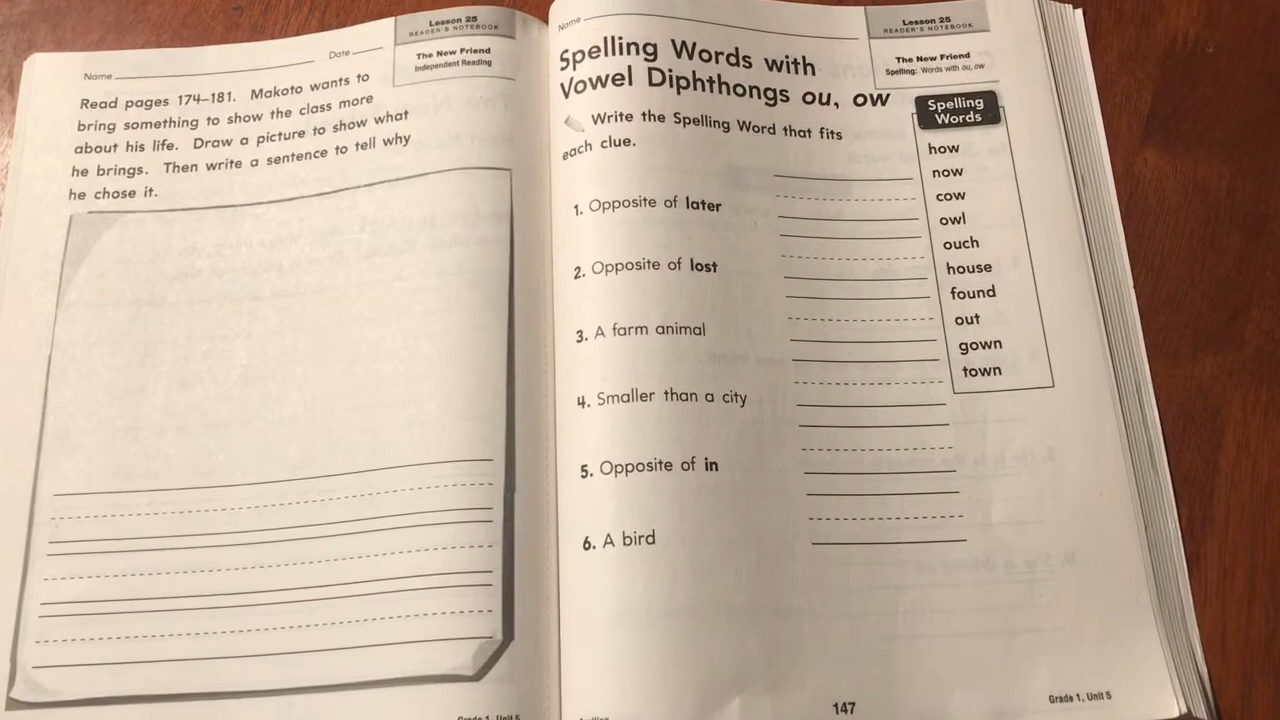 Lesson 25
READER'S NOTEBOOK
Name
Date
The New Friend
Independent Reading
Read pages 174–181. Makoto wants to
bring something to show the class more
about his life. Draw a picture to show what
he brings. Then write a sentence to tell why
he chose it.
Grade 1, Unit 5
Name
Lesson 25
READER'S NOTEBOOK
The New Friend
Spelling: Words with ou, ow
Spelling Words with
Vowel Diphthongs ou, ow
Write the Spelling Word that fits
each clue.
1. Opposite of later
2. Opposite of lost
3. A farm animal
4. Smaller than a city
5. Opposite of in
6. A bird
Spelling
Words
how
now
cow
owl
ouch
house
found
out
gown
town
Spelling
147
Grade 1, Unit 5